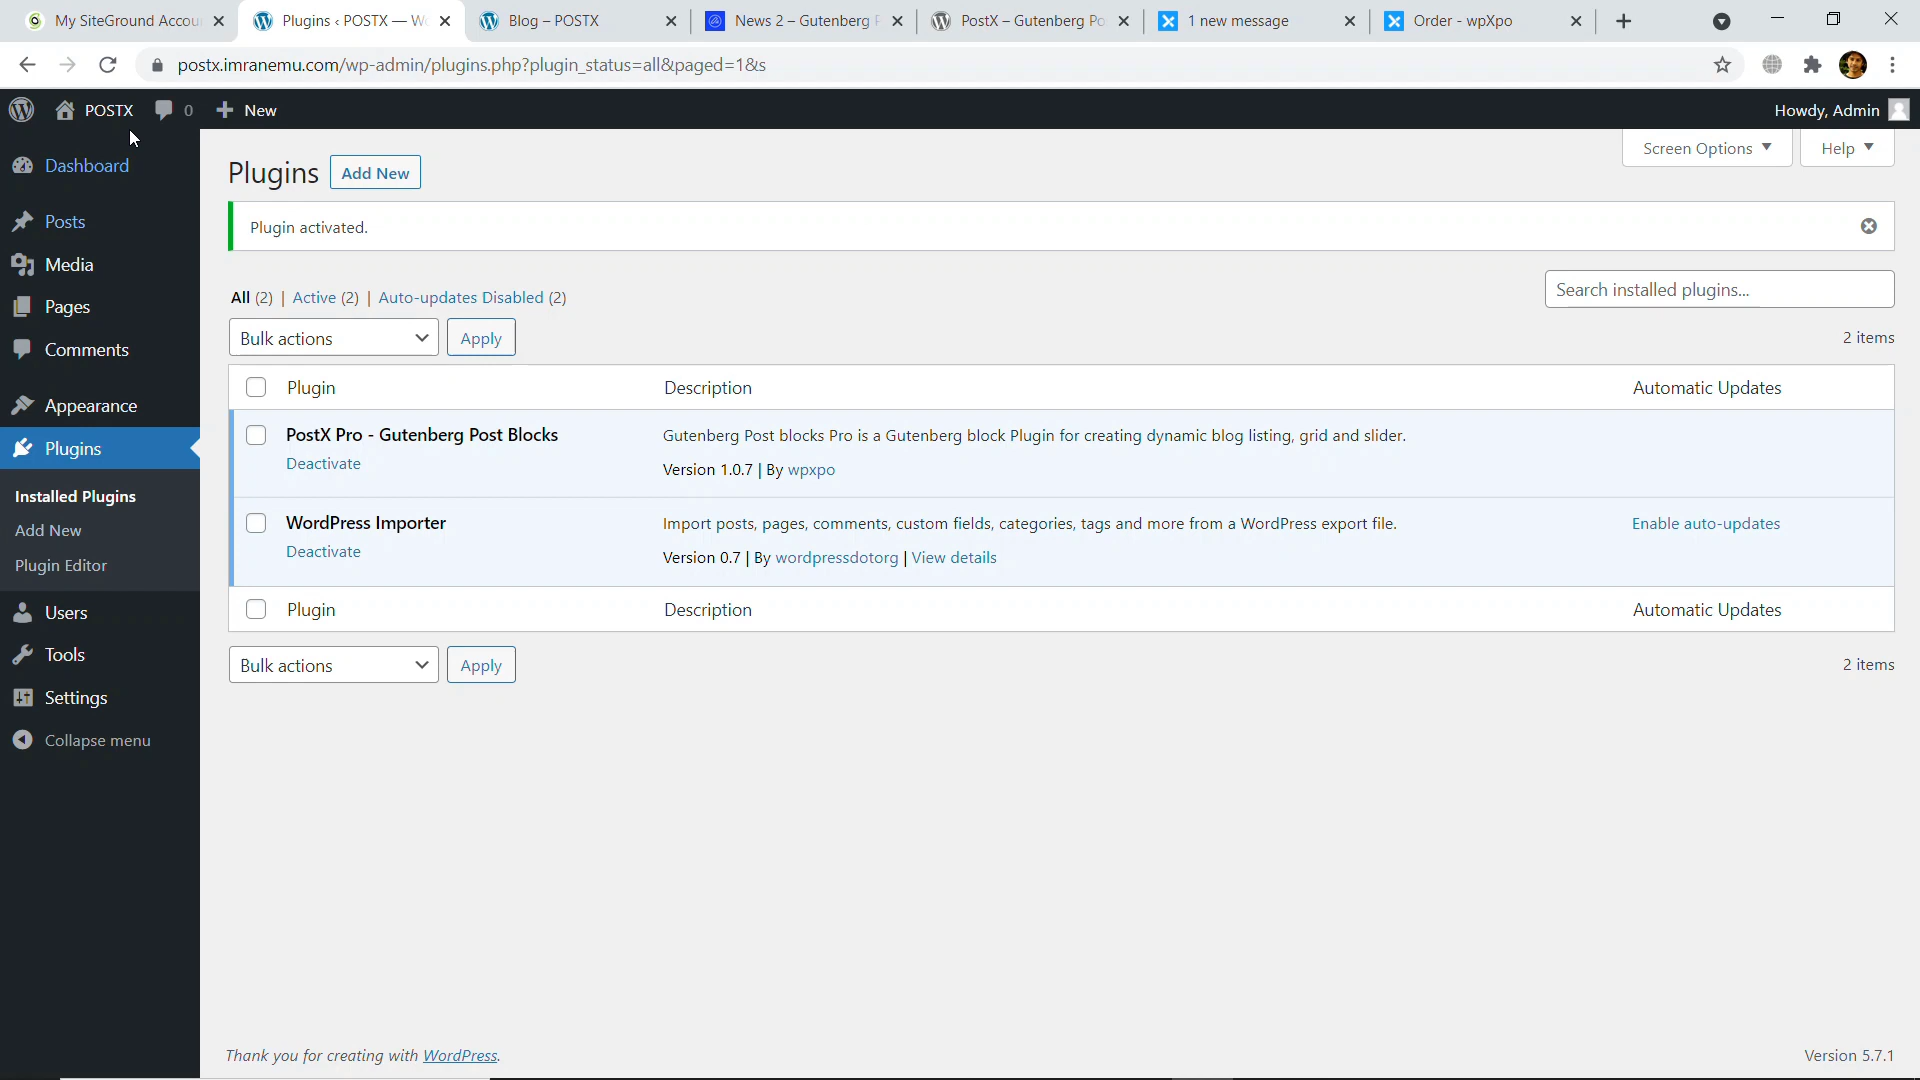 My SiteGround Accou
Plugins ‹ POSTX — W
Blog – POSTX
News 2 – Gutenberg
PostX – Gutenberg Po
1 new message
Order - wpXpo
postx.imranemu.com/wp-admin/plugins.php?plugin_status=all&paged=1&s
POSTX
0
New
Howdy, Admin
Dashboard
Posts
Media
Pages
Comments
Appearance
Plugins
Installed Plugins
Add New
Plugin Editor
Users
Tools
Settings
Collapse menu
Screen Options
Help
Plugins
Add New
Plugin activated.
All (2) | Active (2) | Auto-updates Disabled (2)
Search installed plugins...
Bulk actions
Apply
2 items
Plugin
Description
Automatic Updates
PostX Pro - Gutenberg Post Blocks
Gutenberg Post blocks Pro is a Gutenberg block Plugin for creating dynamic blog listing, grid and slider.
Deactivate
Version 1.0.7 | By wpxpo
WordPress Importer
Import posts, pages, comments, custom fields, categories, tags and more from a WordPress export file.
Enable auto-updates
Deactivate
Version 0.7 | By wordpressdotorg | View details
Plugin
Description
Automatic Updates
Bulk actions
Apply
2 items
Thank you for creating with WordPress.
Version 5.7.1